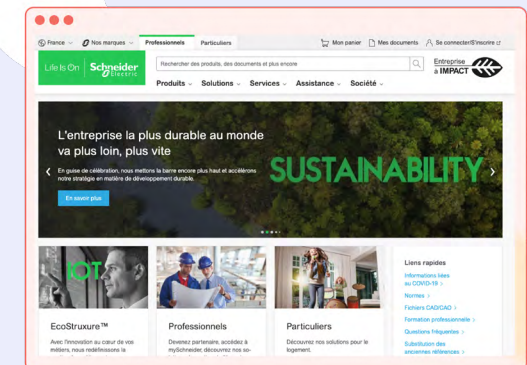 France Nos marques Professionnels Particuliers Mon panier Mes documents Se connecter/S'inscrire
Life Is On Schneider Electric
Rechercher des produits, des documents et plus encore
Entreprise à IMPACT
Produits Solutions Services Assistance Société
L'entreprise la plus durable au monde
va plus loin, plus vite
En guise de célébration, nous mettons la barre encore plus haut et accélérons
notre stratégie en matière de développement durable.
En savoir plus
SUSTAINABILITY
IOT
EcoStruxure™
Avec l'innovation au cœur de vos
métiers, nous redéfinissons la
Professionnels
Devenez partenaire, accédez à
mySchneider, découvrez nos so-
Particuliers
Découvrez nos solutions pour le
logement.
Liens rapides
Informations liées
au COVID-19 >
Normes >
Fichiers CAD/CAO >
Formation professionnelle >
Questions fréquentes >
Substitution des
anciennes références >